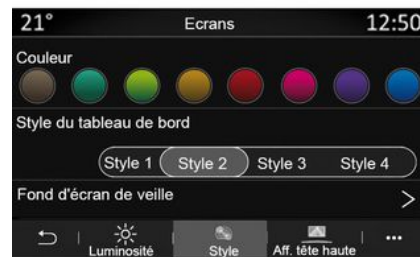 21° Ecrans 12:50
Couleur
Style du tableau de bord
Style 1 Style 2 Style 3 Style 4
Fond d'écran de veille >
Luminosité Style Aff. tête haute ...